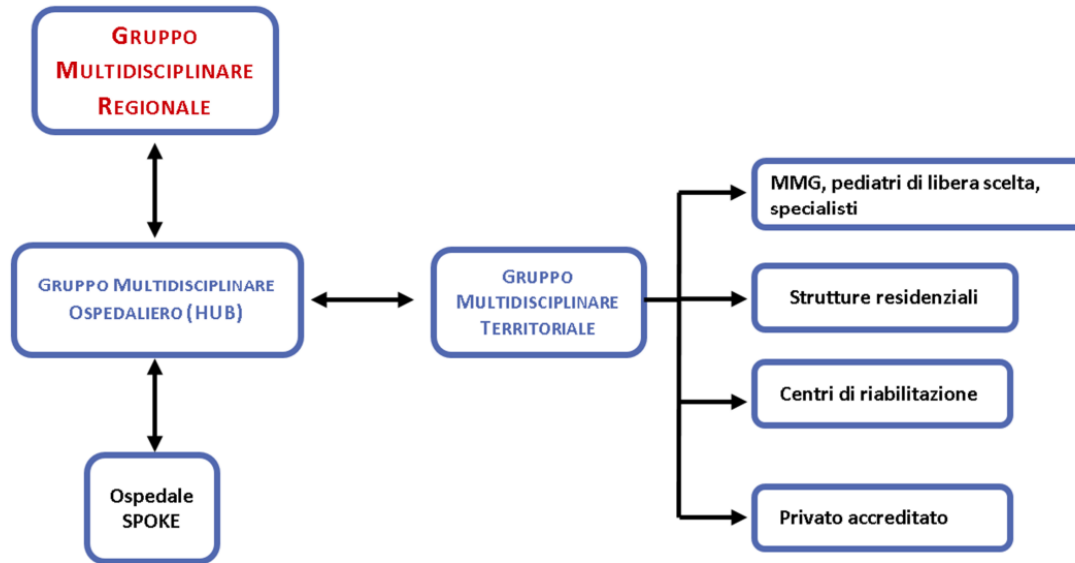 GRUPPO
MULTIDISCIPLINARE
REGIONALE
MMG, pediatri di libera scelta,
specialisti
GRUPPO MULTIDISCIPLINARE
OSPEDALIERO (HUB)
GRUPPO
MULTIDISCIPLINARE
TERRITORIALE
Strutture residenziali
Centri di riabilitazione
Ospedale
SPOKE
Privato accreditato